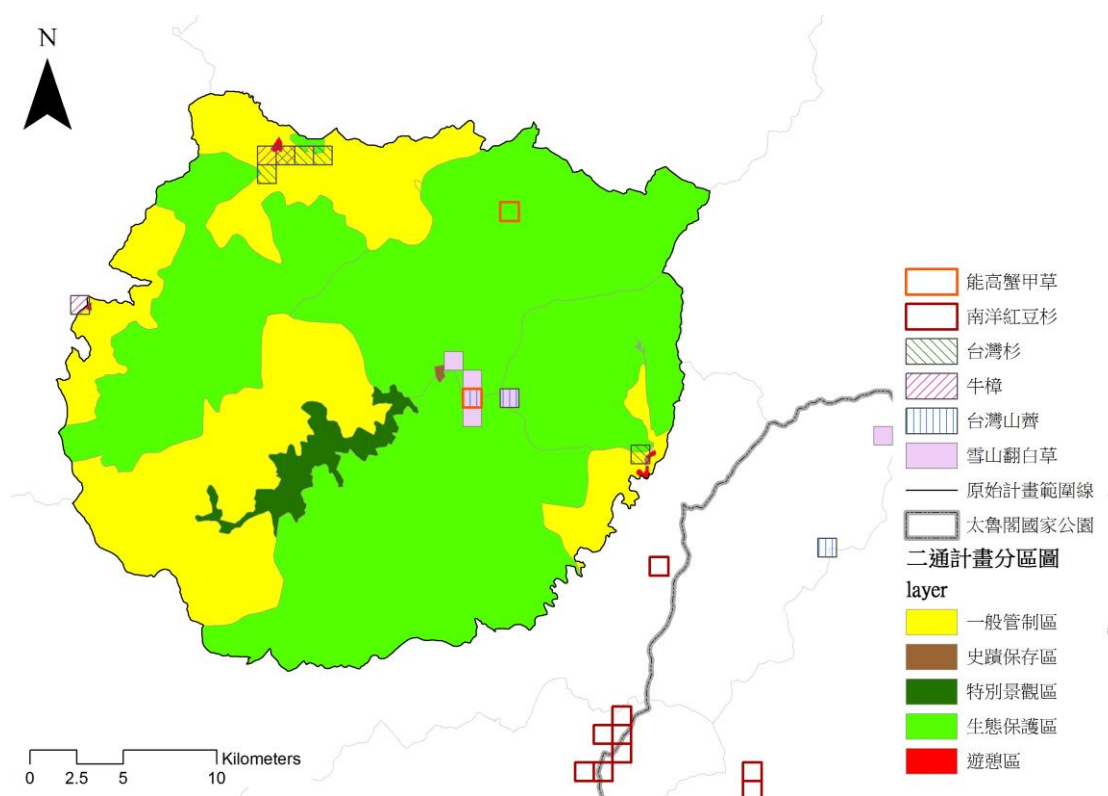 N
能高蟹甲草
南洋紅豆杉
台灣杉
牛樟
台灣山薺
雪山翻白草
原始計畫範圍線
太魯閣國家公園
二通計畫分區圖
layer
一般管制區
史蹟保存區
特別景觀區
生態保護區
遊憩區
Kilometers
0 2.5 5 10